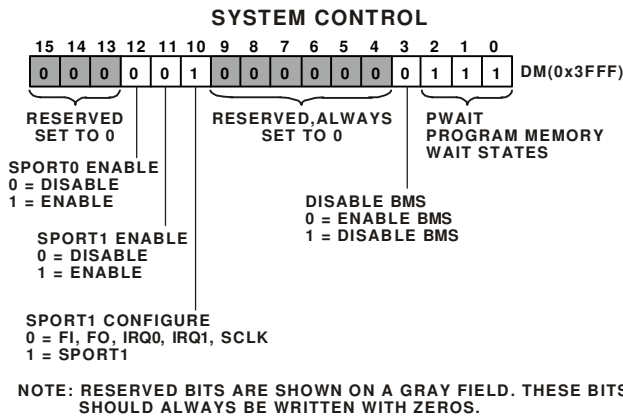 SYSTEM CONTROL
15 14 13 12 11 10 9 8 7 6 5 4 3 2 1 0
0 0 0 0 0 1 0 0 0 0 0 0 0 1 1 1 DM(0x3FFF)
RESERVED
SET TO 0
RESERVED,ALWAYS
SET TO 0
PWAIT
PROGRAM MEMORY
WAIT STATES
SPORT0 ENABLE
0 = DISABLE
1 = ENABLE
DISABLE BMS
0 = ENABLE BMS
1 = DISABLE BMS
SPORT1 ENABLE
0 = DISABLE
1 = ENABLE
SPORT1 CONFIGURE
0 = FI, FO, IRQ0, IRQ1, SCLK
1 = SPORT1
NOTE: RESERVED BITS ARE SHOWN ON A GRAY FIELD. THESE BITS
SHOULD ALWAYS BE WRITTEN WITH ZEROS.